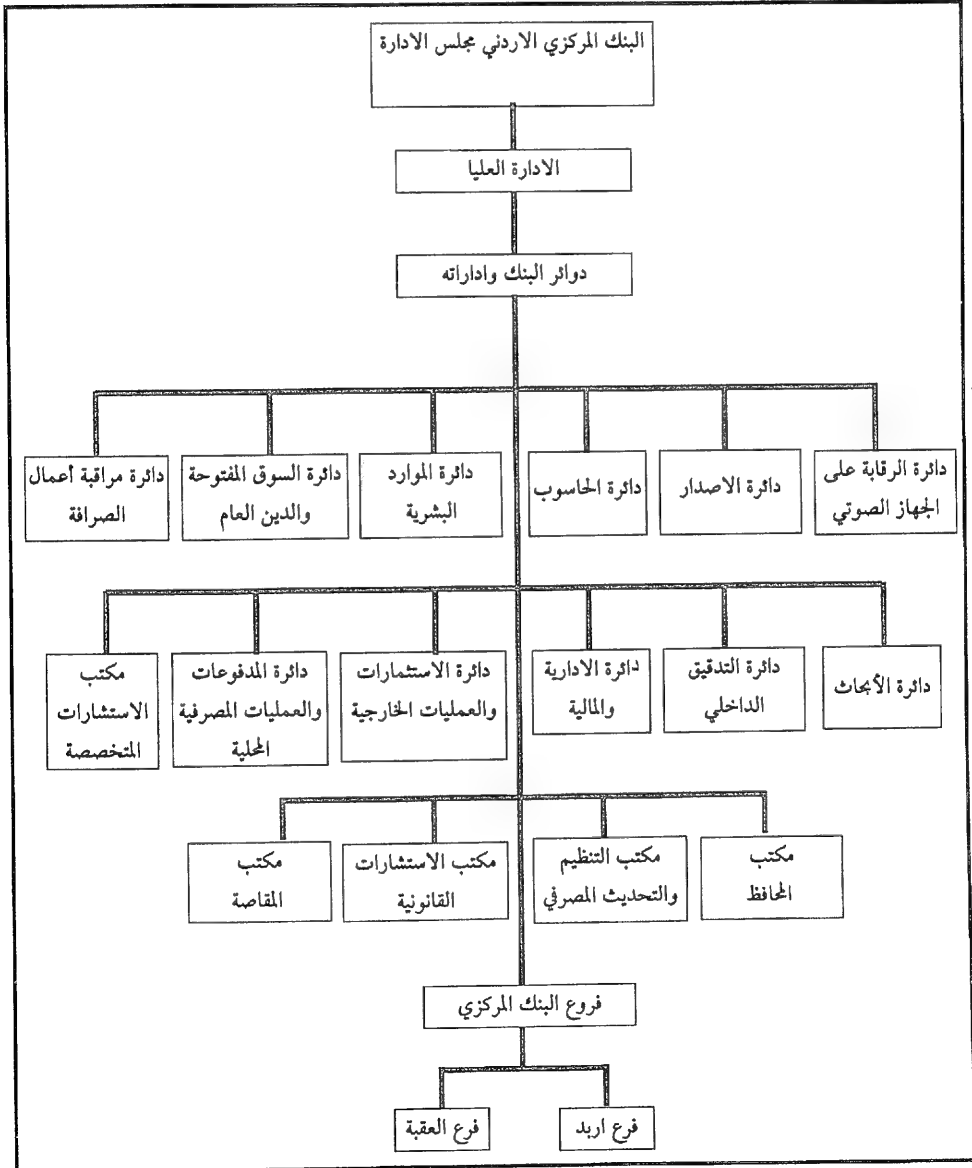 البنك المركزي الاردني مجلس الادارة
الادارة العليا
دوائر البنك واداراته
دائرة الرقابة على
الجهاز الصوتي
دائرة الاصدار
دائرة الحاسوب
دائرة الموارد
البشرية
دائرة السوق المفتوحة
والدين العام
دائرة مراقبة أعمال
الصرافة
دائرة الأبحاث
دائرة التدقيق
الداخلي
دائرة الادارية
والمالية
دائرة الاستثمارات
والعمليات الخارجية
دائرة المدفوعات
والعمليات المصرفية
المحلية
مكتب
الاستشارات
المتخصصة
مكتب
المحافظ
مكتب التنظيم
والتحديث المصرفي
مكتب الاستشارات
القانونية
مكتب
المقاصة
فروع البنك المركزي
فرع اربد
فرع العقبة